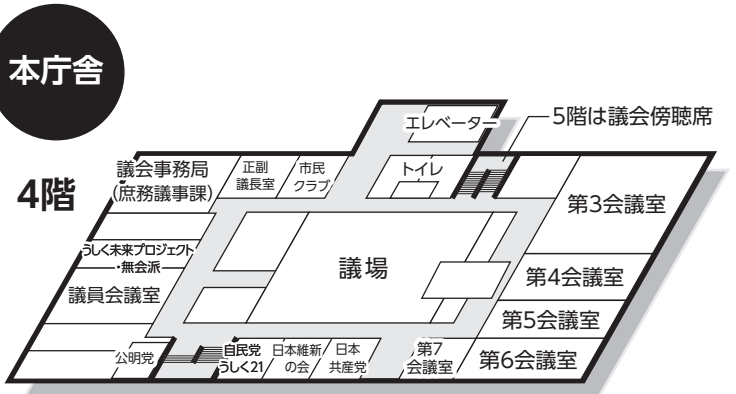 本庁舎
4階
エレベーター
5階は議会傍聴席
議会事務局
(庶務議事課)
正副
議長室
市民
クラブ
トイレ
第3会議室
うしく未来プロジェクト
・無会派
議員会議室
議場
第4会議室
第5会議室
公明党
自民党
うしく21
日本維新
の会
日本
共産党
第7
会議室
第6会議室